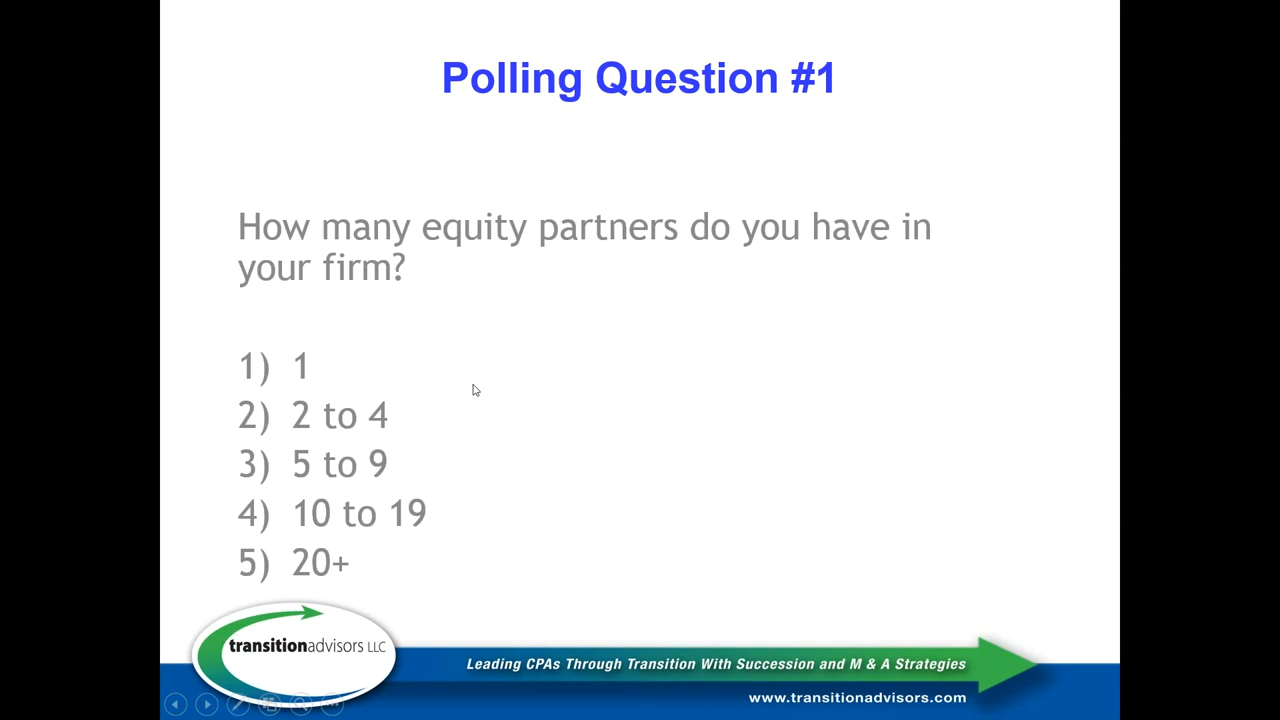 Polling Question #1
How many equity partners do you have in
your firm?
1) 1
2) 2 to 4
3) 5 to 9
4) 10 to 19
5) 20+
transitionadvisors LLC
Leading CPAs Through Transition With Succession and M & A Strategies
www.transitionadvisors.com